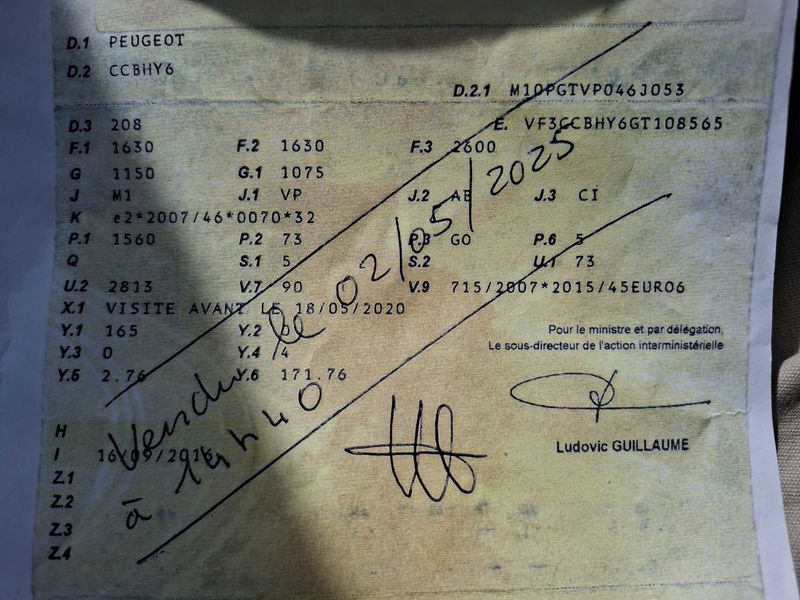 D.1 PEUGEOT
D.2 CCBHY6
D.2.1 M10PGTVP046J053
D.3 208 E. VF3CCBHY6GT108565
F.1 1630 F.2 1630 F.3 2600
G 1150 G.1 1075
J M1 J.1 VP J.2 AB J.3 CI
K e2*2007/46*0070*32
P.1 1560 P.2 73 P.3 GO P.6 5
Q S.1 5 S.2 U.1 73
U.2 2813 V.7 90 V.9 715/2007*2015/45EURO6
X.1 VISITE AVANT LE 18/05/2020
Y.1 165 Y.2
Y.3 0 Y.4 4
Y.5 2.76 Y.6 171.76
Pour le ministre et par délégation,
Le sous-directeur de l'action interministérielle
Ludovic GUILLAUME
H
I
Z.1
Z.2
Z.3
Z.4
Vendu le 02/05/2025
à 14h40